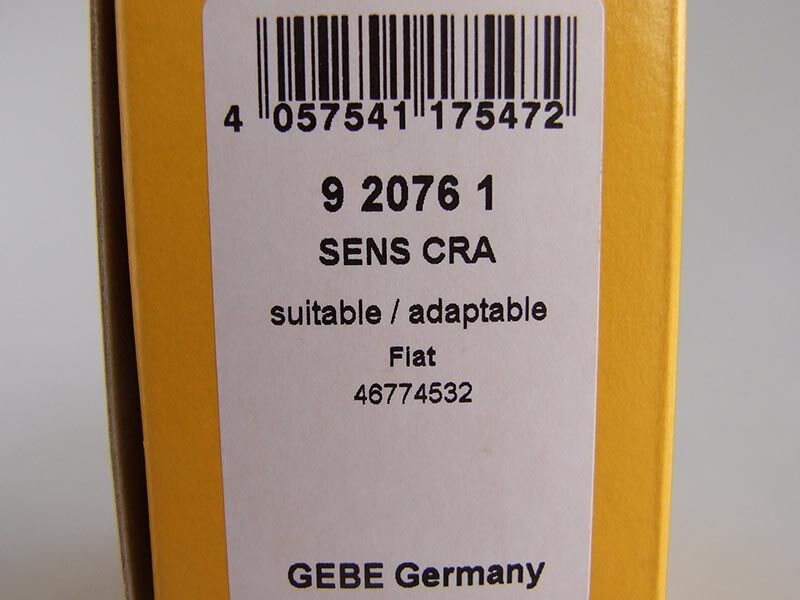 4 057541 175472
9 2076 1
SENS CRA
suitable / adaptable
Fiat
46774532
GEBE Germany